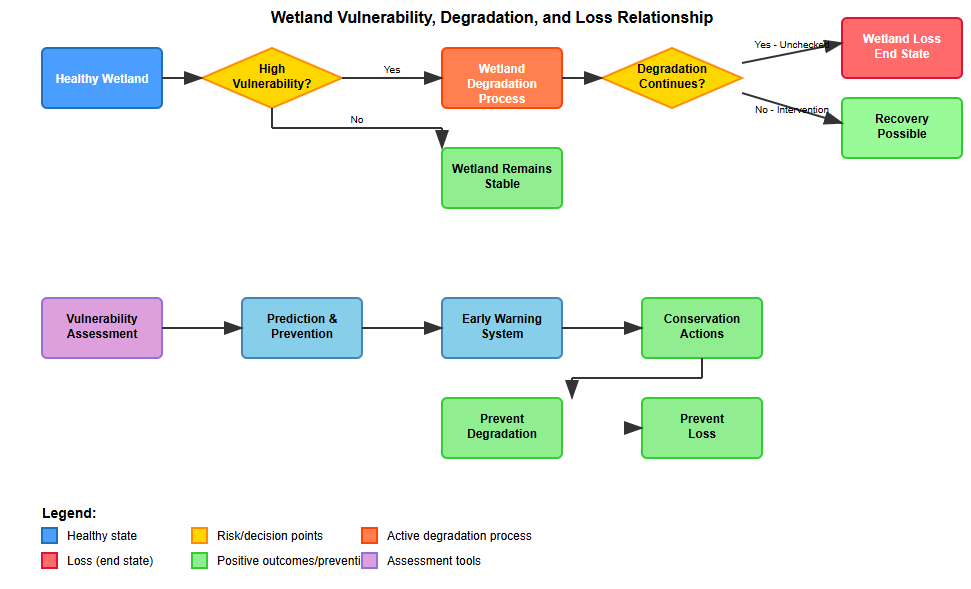 Wetland Vulnerability, Degradation, and Loss Relationship
Healthy Wetland
High
Vulnerability?
Yes
No
Wetland
Degradation
Process
Wetland Remains
Stable
Degradation
Continues?
Yes - Unchecked
No - Intervention
Wetland Loss
End State
Recovery
Possible
Vulnerability
Assessment
Prediction &
Prevention
Early Warning
System
Conservation
Actions
Prevent
Degradation
Prevent
Loss
Legend:
Healthy state
Risk/decision points
Active degradation process
Loss (end state)
Positive outcomes/preventi
Assessment tools